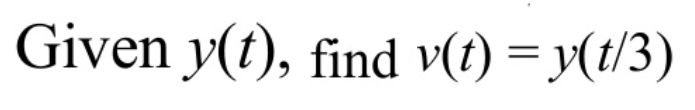 Given y(t), find v(t) = y(t/3)